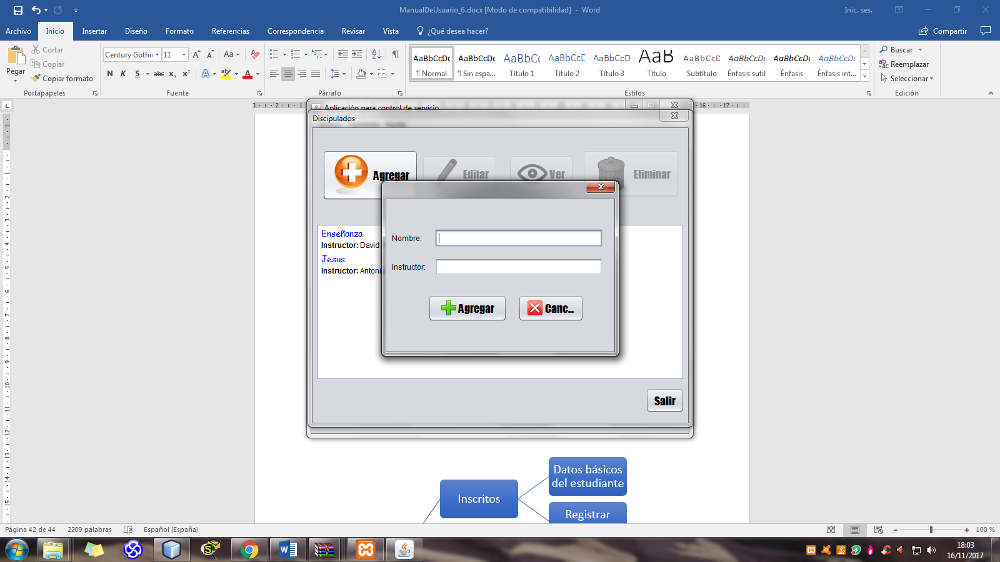 ManualDeUsuario_6.docx [Modo de compatibilidad] - Word
Inic. ses.
Archivo Inicio Insertar Diseño Formato Referencias Correspondencia Revisar Vista ¿Qué desea hacer? Compartir
Pegar
Cortar
Copiar
Copiar formato
Portapapeles
Century Gothi 11
N K S abc x₂ x²
Fuente
Párrafo
AaBbCcDc AaBbCcDc AaBbCc AaBbCcD AaBbCcD AaB AaBbCcD AaBbCcDc AaBbCcDc AaBbCcDc
¶ Normal ¶ Sin espa... Título 1 Título 2 Título 3 Título Subtítulo Énfasis sutil Énfasis Énfasis int...
Estilos
Buscar
Reemplazar
Seleccionar
Edición
Aplicación para control de servicio
Discipulados
Agregar Editar Ver Eliminar
Enseñanza
Instructor: David
Jesus
Instructor: Antoni
Nombre:
Instructor:
Agregar Canc...
Salir
Inscritos
Datos básicos
del estudiante
Registrar
Página 42 de 44 2209 palabras Español (España) 100 %
18:03
16/11/2017